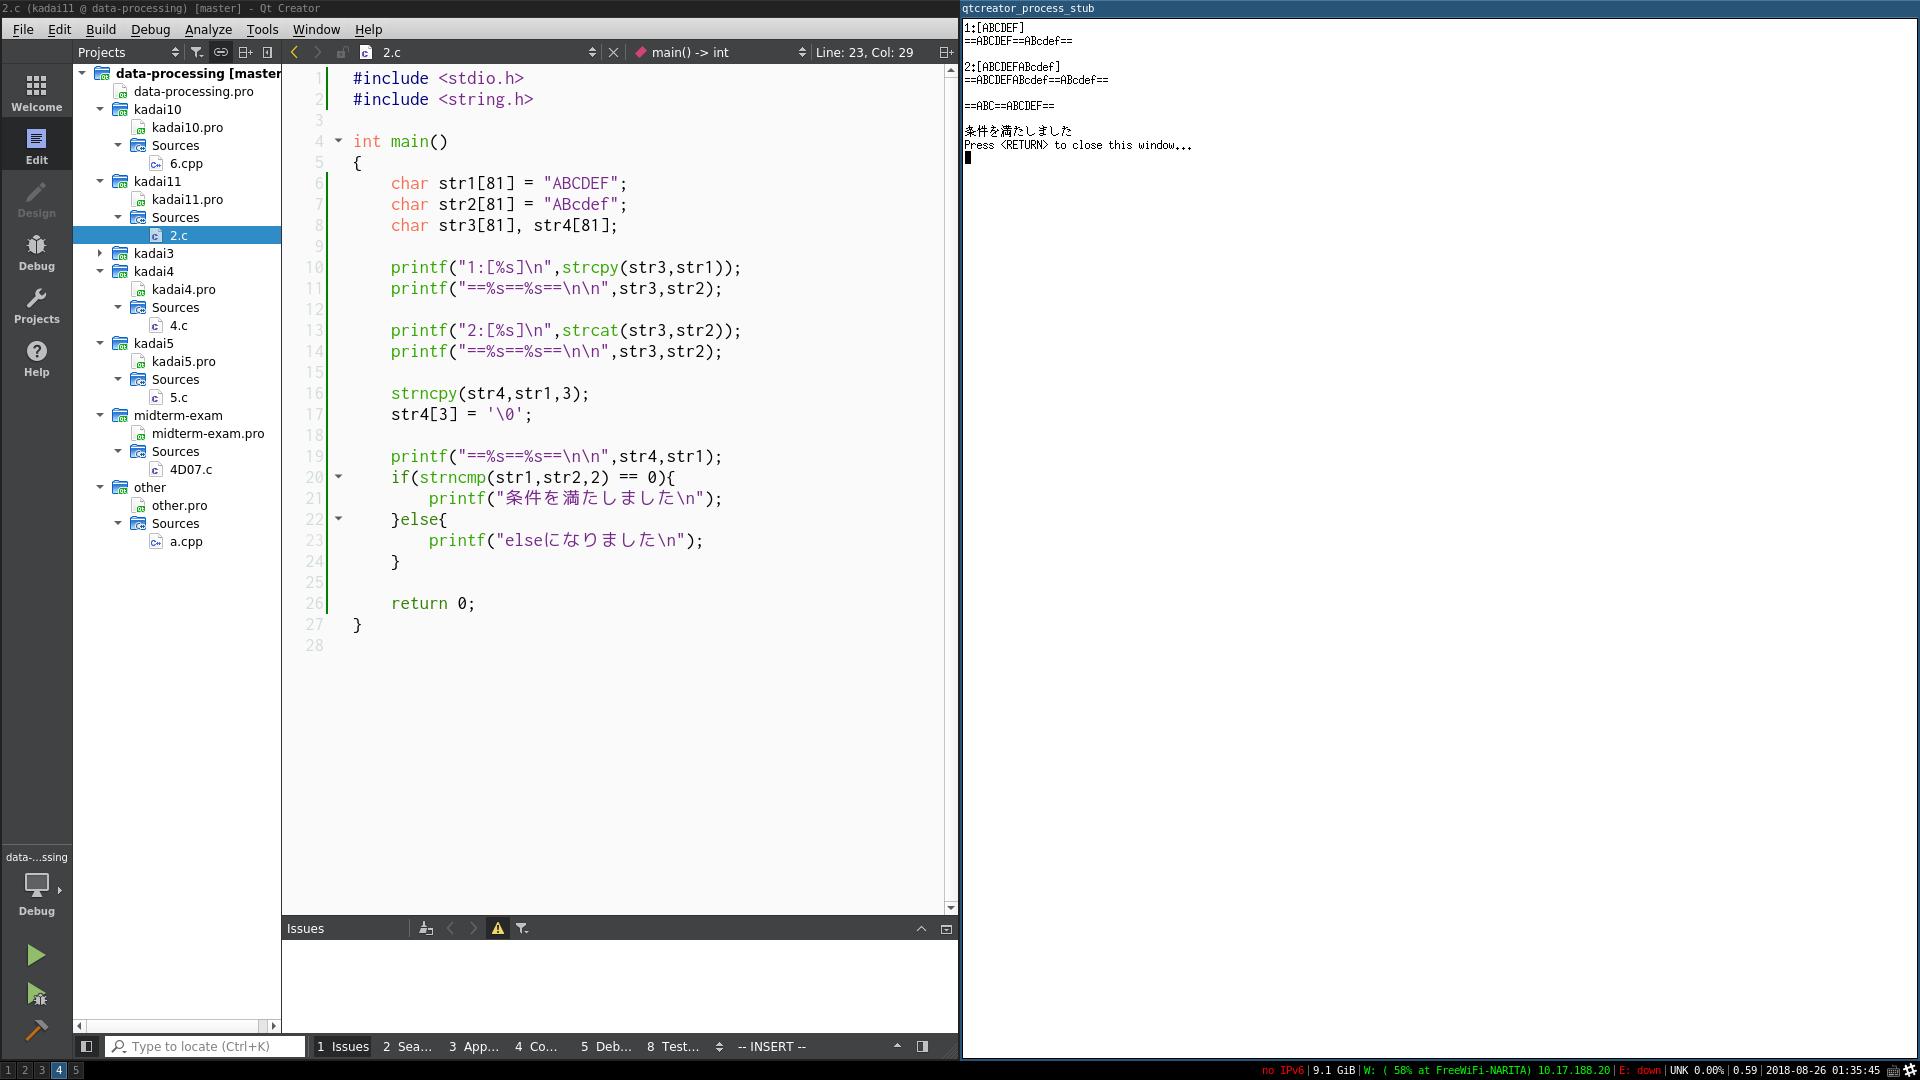 2.c (kadai11 @ data-processing) [master] - Qt Creator
File Edit Build Debug Analyze Tools Window Help
Projects
2.c
main() -> int
Line: 23, Col: 29
Welcome
Edit
Design
Debug
Projects
Help
data-processing [master
data-processing.pro
kadai10
kadai10.pro
Sources
6.cpp
kadai11
kadai11.pro
Sources
2.c
kadai3
kadai4
kadai4.pro
Sources
4.c
kadai5
kadai5.pro
Sources
5.c
midterm-exam
midterm-exam.pro
Sources
4D07.c
other
other.pro
Sources
a.cpp
data-...ssing
Debug
1 #include <stdio.h>
2 #include <string.h>
3
4 int main()
5 {
6 char str1[81] = "ABCDEF";
7 char str2[81] = "ABcdef";
8 char str3[81], str4[81];
9
10 printf("1:[%s]\n",strcpy(str3,str1));
11 printf("==%s==%s==\n\n",str3,str2);
12
13 printf("2:[%s]\n",strcat(str3,str2));
14 printf("==%s==%s==\n\n",str3,str2);
15
16 strncpy(str4,str1,3);
17 str4[3] = '\0';
18
19 printf("==%s==%s==\n\n",str4,str1);
20 if(strncmp(str1,str2,2) == 0){
21 printf("条件を満たしました\n");
22 }else{
23 printf("elseになりました\n");
24 }
25
26 return 0;
27 }
28
Issues
Type to locate (Ctrl+K)
1 Issues 2 Sea... 3 App... 4 Co... 5 Deb... 8 Test... -- INSERT --
qtcreator_process_stub
1:[ABCDEF]
==ABCDEF==ABcdef==
2:[ABCDEFABcdef]
==ABCDEFABcdef==ABcdef==
==ABC==ABCDEF==
条件を満たしました
Press <RETURN> to close this window...
1 2 3 4 5
no IPv6|9.1 GiB|W: ( 58% at FreeWiFi-NARITA) 10.17.188.20|E: down|UNK 0.00%|0.59|2018-08-26 01:35:45